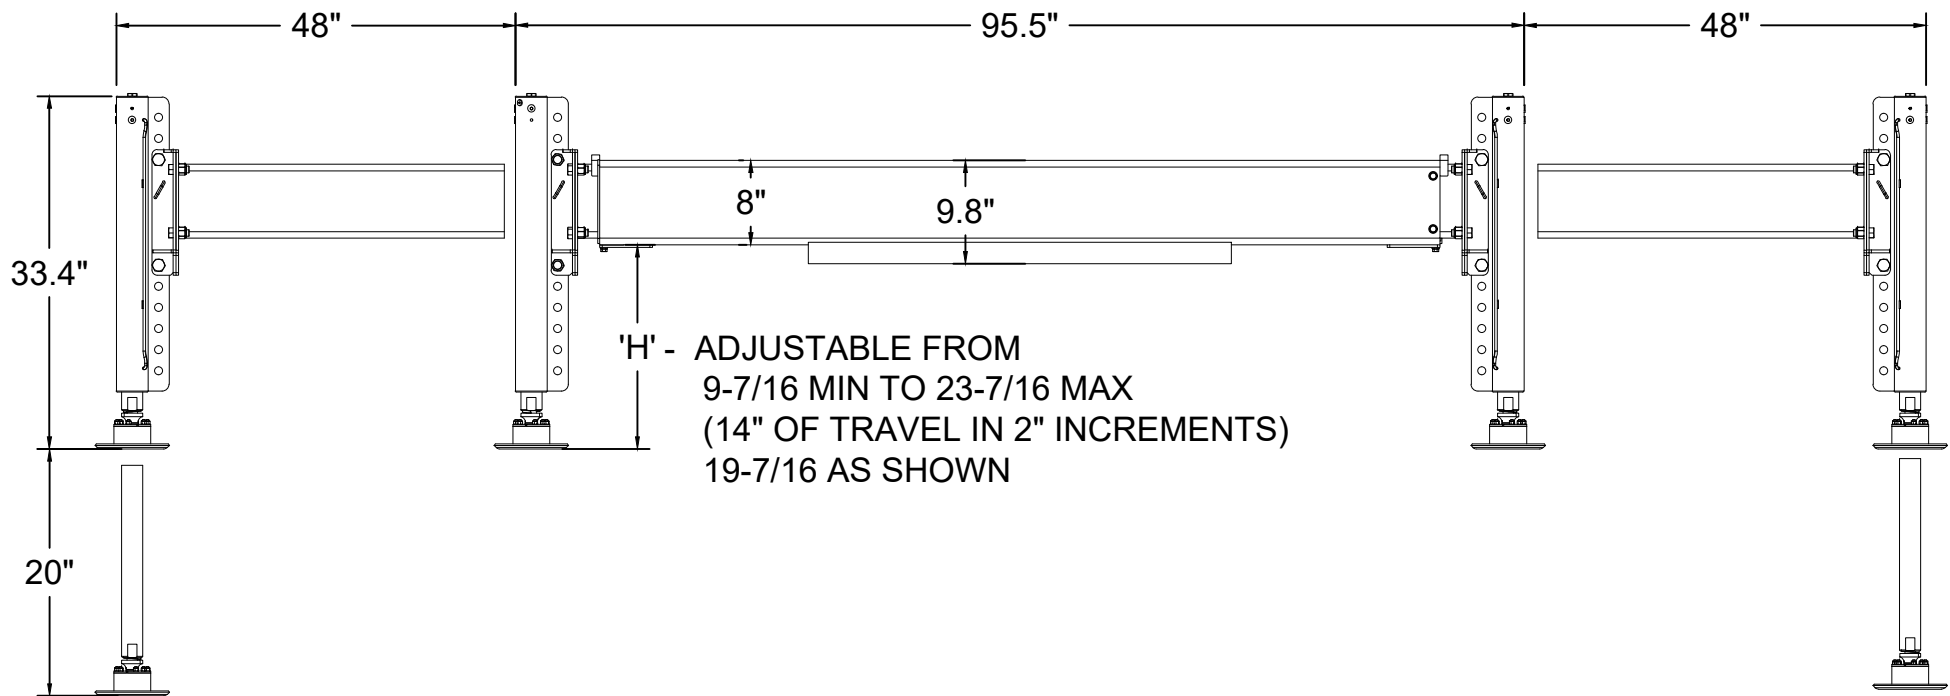 48"
95.5"
48"
8"
9.8"
33.4"
'H' - ADJUSTABLE FROM
9-7/16 MIN TO 23-7/16 MAX
(14" OF TRAVEL IN 2" INCREMENTS)
19-7/16 AS SHOWN
20"